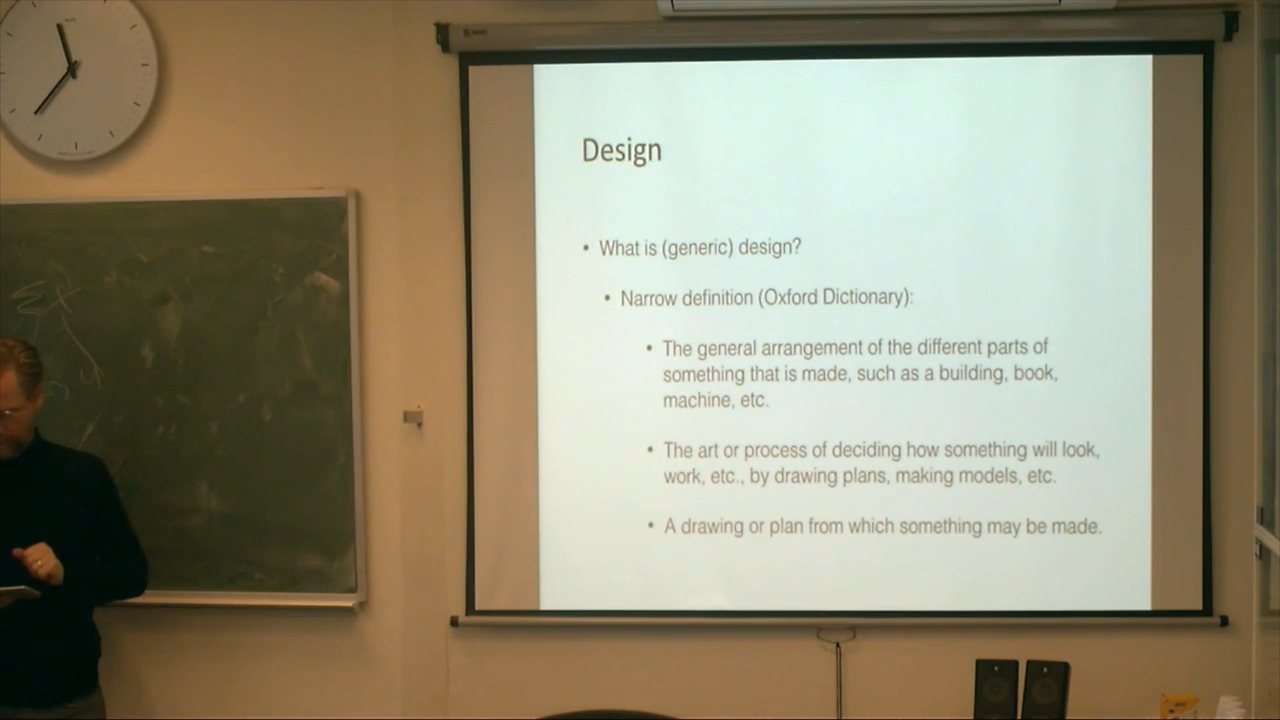 Design
• What is (generic) design?
• Narrow definition (Oxford Dictionary):
• The general arrangement of the different parts of
something that is made, such as a building, book,
machine, etc.
• The art or process of deciding how something will look,
work, etc., by drawing plans, making models, etc.
• A drawing or plan from which something may be made.